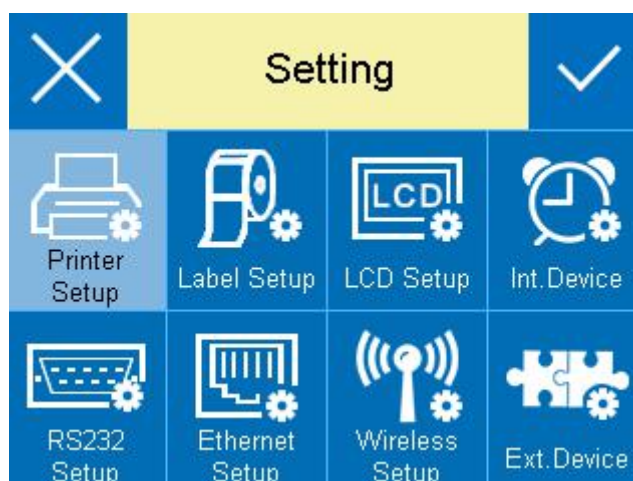 Setting
LCD
Printer
Setup
Label Setup
LCD Setup
Int.Device
RS232
Setup
Ethernet
Setup
Wireless
Setup
Ext.Device